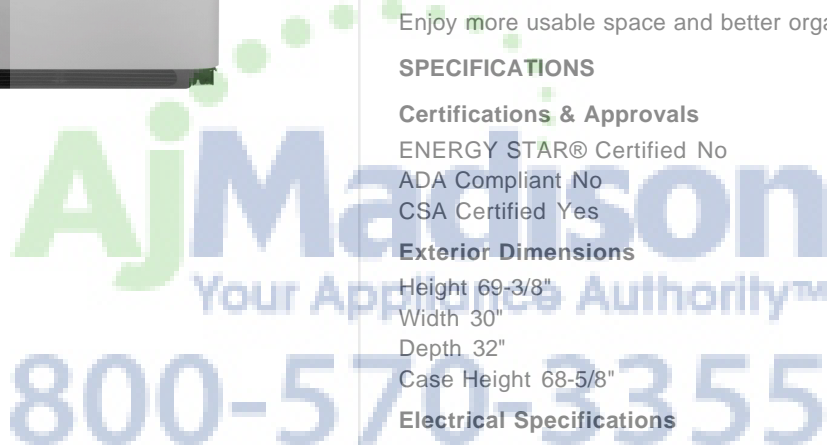 Enjoy more usable space and better orga
SPECIFICATIONS
Certifications & Approvals
ENERGY STAR® Certified No
ADA Compliant No
CSA Certified Yes
Exterior Dimensions
Height 69-3/8"
Width 30"
Depth 32"
Case Height 68-5/8"
Electrical Specifications
AjMadison
Your Appliance Authority™
800-570-3355